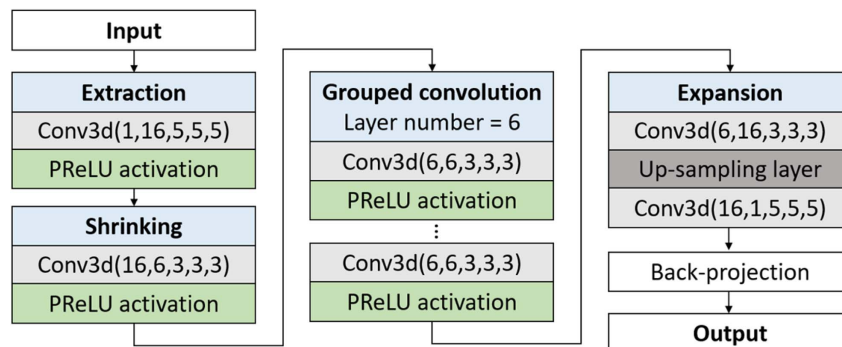 Input
Extraction
Conv3d(1,16,5,5,5)
PReLU activation
Shrinking
Conv3d(16,6,3,3,3)
PReLU activation
Grouped convolution
Layer number = 6
Conv3d(6,6,3,3,3)
PReLU activation
...
Conv3d(6,6,3,3,3)
PReLU activation
Expansion
Conv3d(6,16,3,3,3)
Up-sampling layer
Conv3d(16,1,5,5,5)
Back-projection
Output